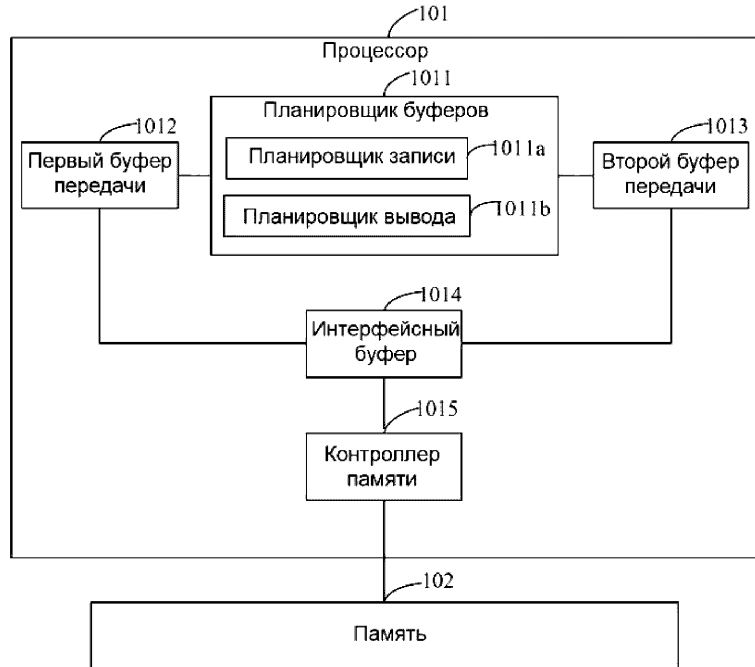 101
Процессор
1011
Планировщик буферов
1012
Первый буфер
передачи
Планировщик записи
1011a
Планировщик вывода
1011b
1013
Второй буфер
передачи
1014
Интерфейсный
буфер
1015
Контроллер
памяти
102
Память